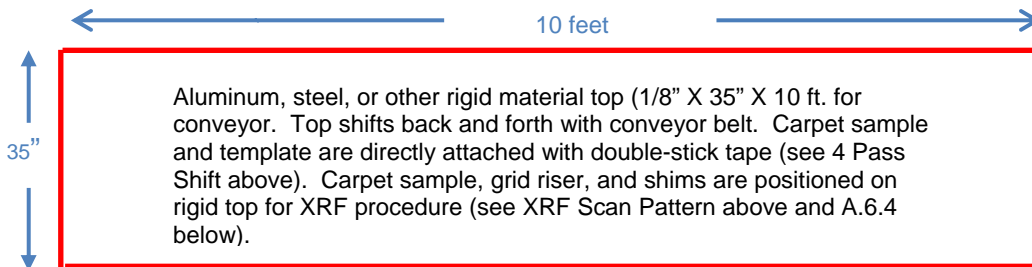 10 feet
35”
Aluminum, steel, or other rigid material top (1/8” X 35” X 10 ft. for
conveyor. Top shifts back and forth with conveyor belt. Carpet sample
and template are directly attached with double-stick tape (see 4 Pass
Shift above). Carpet sample, grid riser, and shims are positioned on
rigid top for XRF procedure (see XRF Scan Pattern above and A.6.4
below).